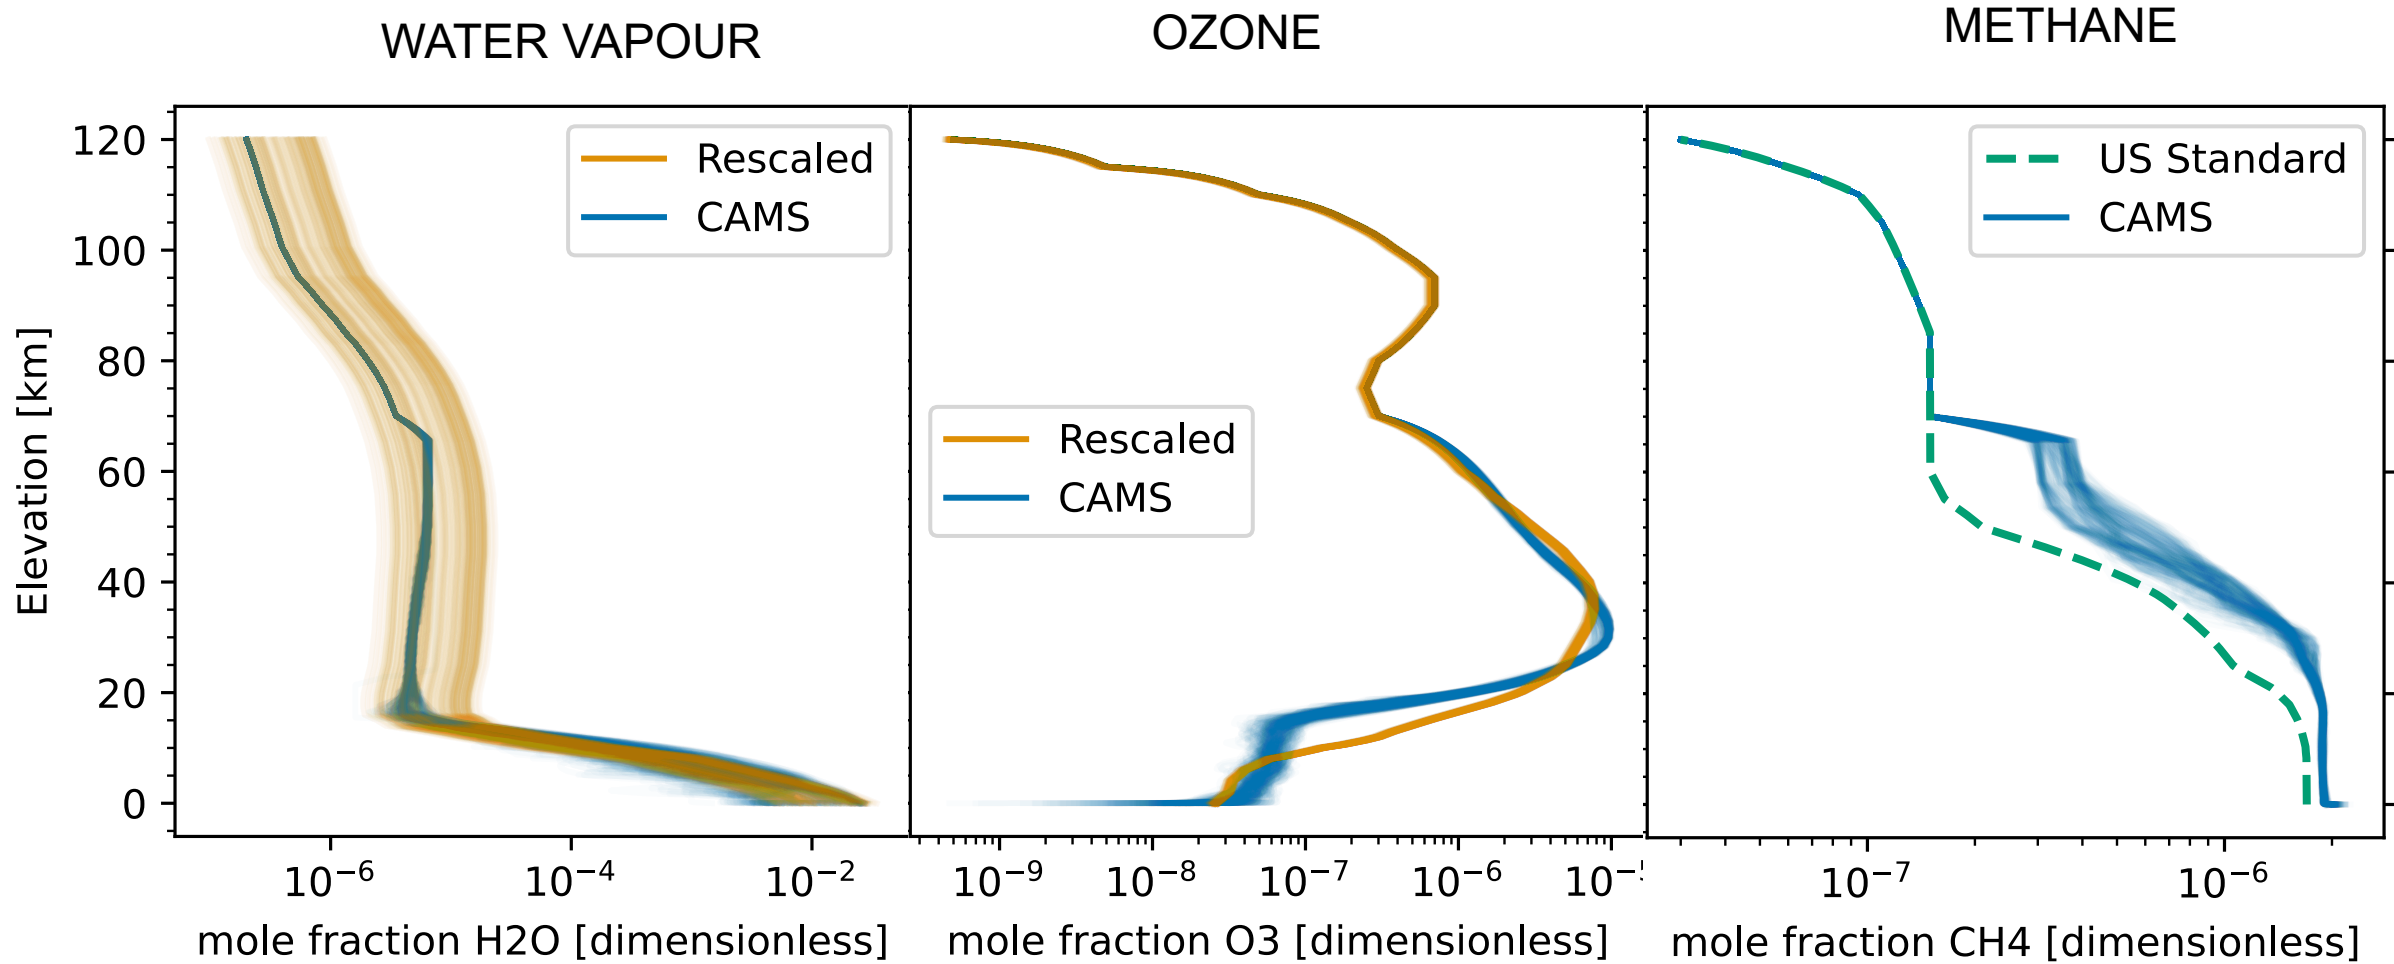 WATER VAPOUR
OZONE
METHANE
Rescaled
CAMS
Rescaled
CAMS
US Standard
CAMS
Elevation [km]
120
100
80
60
40
20
0
10⁻⁶ 10⁻⁴ 10⁻²
10⁻⁹ 10⁻⁸ 10⁻⁷ 10⁻⁶
10⁻⁷ 10⁻⁶
mole fraction H2O [dimensionless]
mole fraction O3 [dimensionless]
mole fraction CH4 [dimensionless]